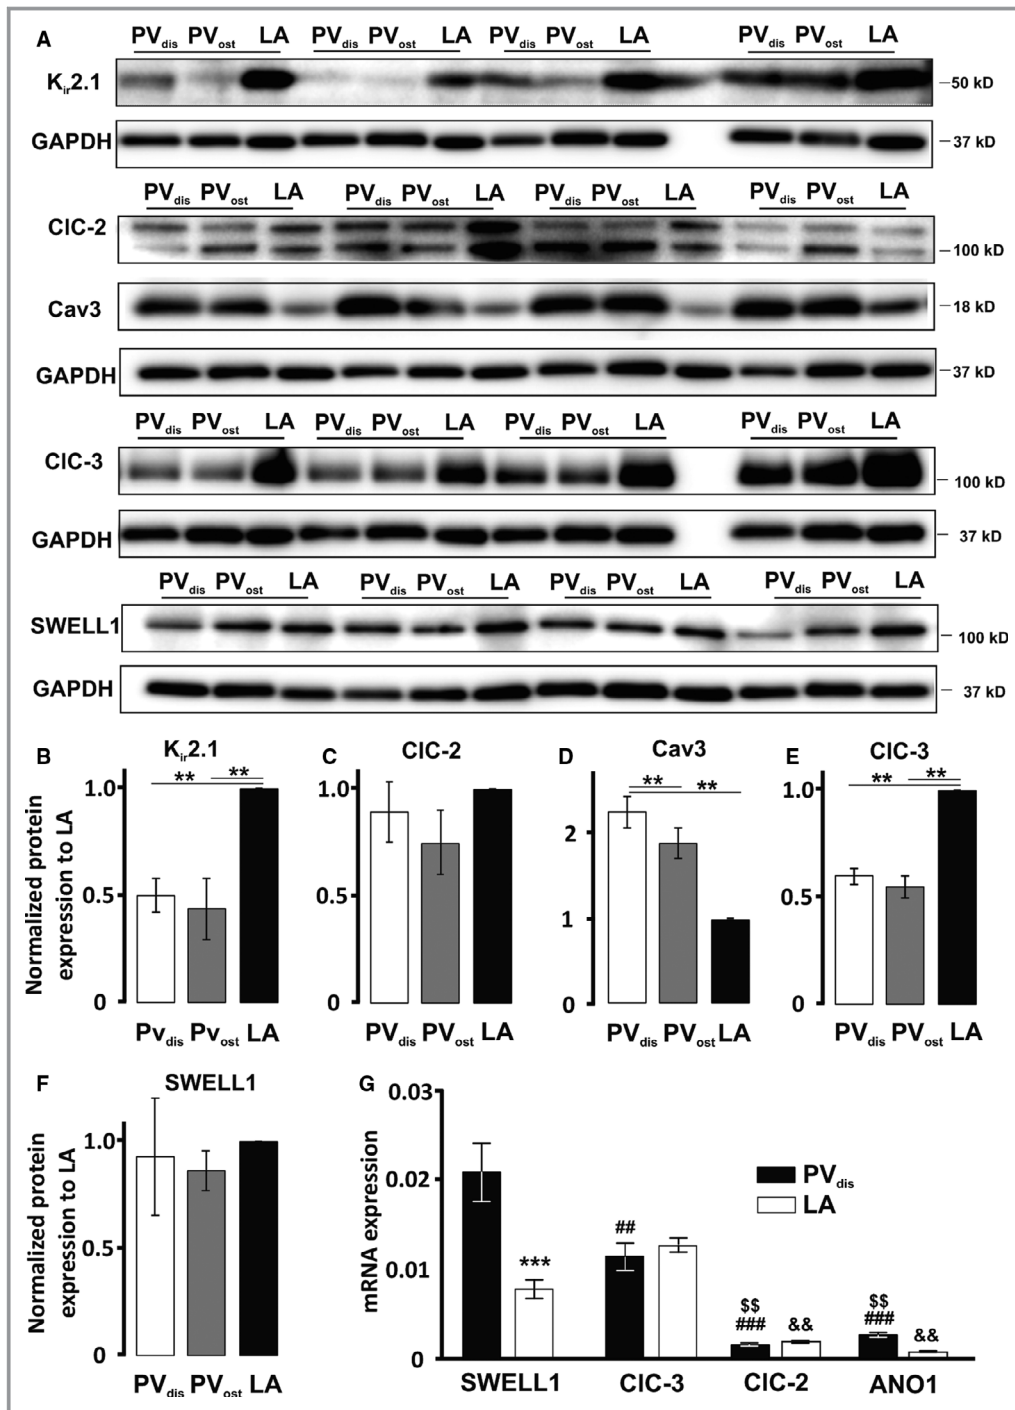 A
PVdis PVost LA PVdis PVost LA PVdis PVost LA PVdis PVost LA
Kir2.1
50 kD
GAPDH
37 kD
PVdis PVost LA PVdis PVost LA PVdis PVost LA PVdis PVost LA
ClC-2
100 kD
Cav3
18 kD
GAPDH
37 kD
PVdis PVost LA PVdis PVost LA PVdis PVost LA PVdis PVost LA
ClC-3
100 kD
GAPDH
37 kD
PVdis PVost LA PVdis PVost LA PVdis PVost LA PVdis PVost LA
SWELL1
100 kD
GAPDH
37 kD
B
Kir2.1
Normalized protein
expression to LA
1.0
0.5
0
** **
Pvdis Pvost LA
C
ClC-2
1.0
0.5
0
PVdis PVost LA
D
Cav3
2
1
0
** **
PVdis PVost LA
E
ClC-3
1.0
0.5
0
** **
PVdis PVost LA
F
SWELL1
Normalized protein
expression to LA
1.0
0.5
0
PVdis PVost LA
G
mRNA expression
0.03
0.02
0.01
0
PVdis
LA
***
##
$$
###
&&
$$
###
&&
SWELL1 ClC-3 ClC-2 ANO1